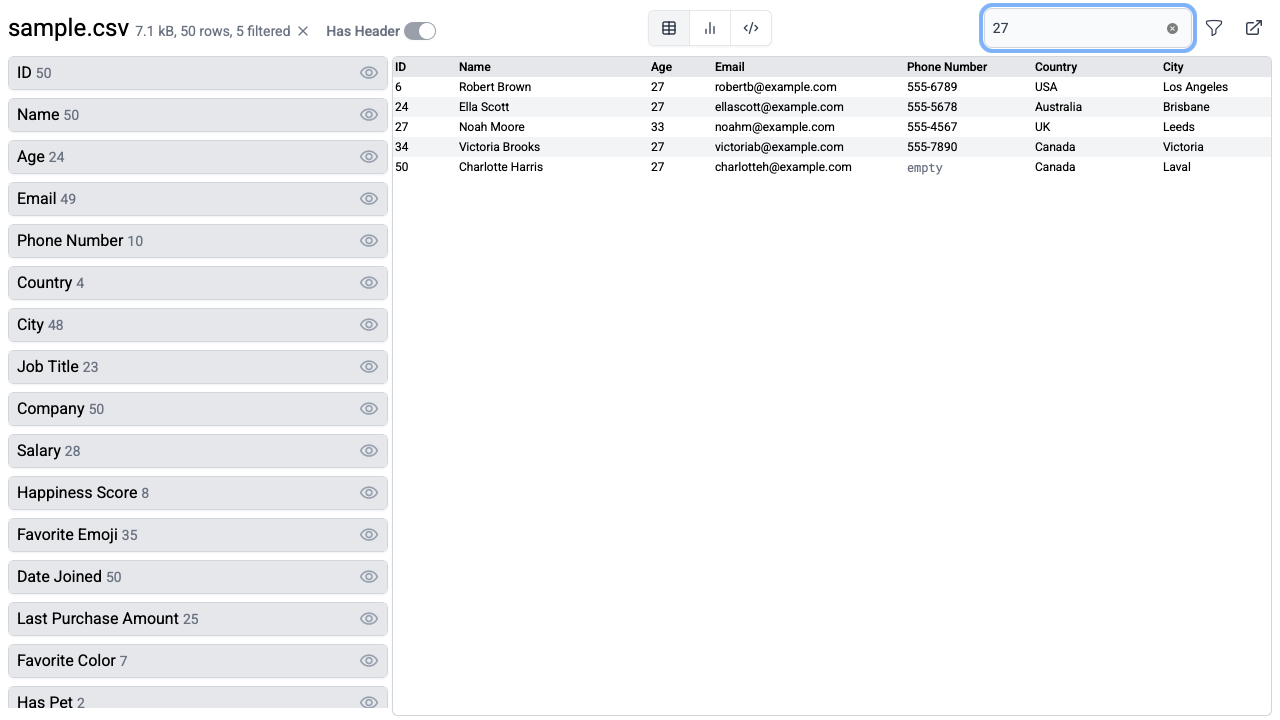 sample.csv 7.1 kB, 50 rows, 5 filtered Has Header
27
ID 50
Name 50
Age 24
Email 49
Phone Number 10
Country 4
City 48
Job Title 23
Company 50
Salary 28
Happiness Score 8
Favorite Emoji 35
Date Joined 50
Last Purchase Amount 25
Favorite Color 7
Has Pet 2
ID Name Age Email Phone Number Country City
6 Robert Brown 27 robertb@example.com 555-6789 USA Los Angeles
24 Ella Scott 27 ellascott@example.com 555-5678 Australia Brisbane
27 Noah Moore 33 noahm@example.com 555-4567 UK Leeds
34 Victoria Brooks 27 victoriab@example.com 555-7890 Canada Victoria
50 Charlotte Harris 27 charlotteh@example.com empty Canada Laval